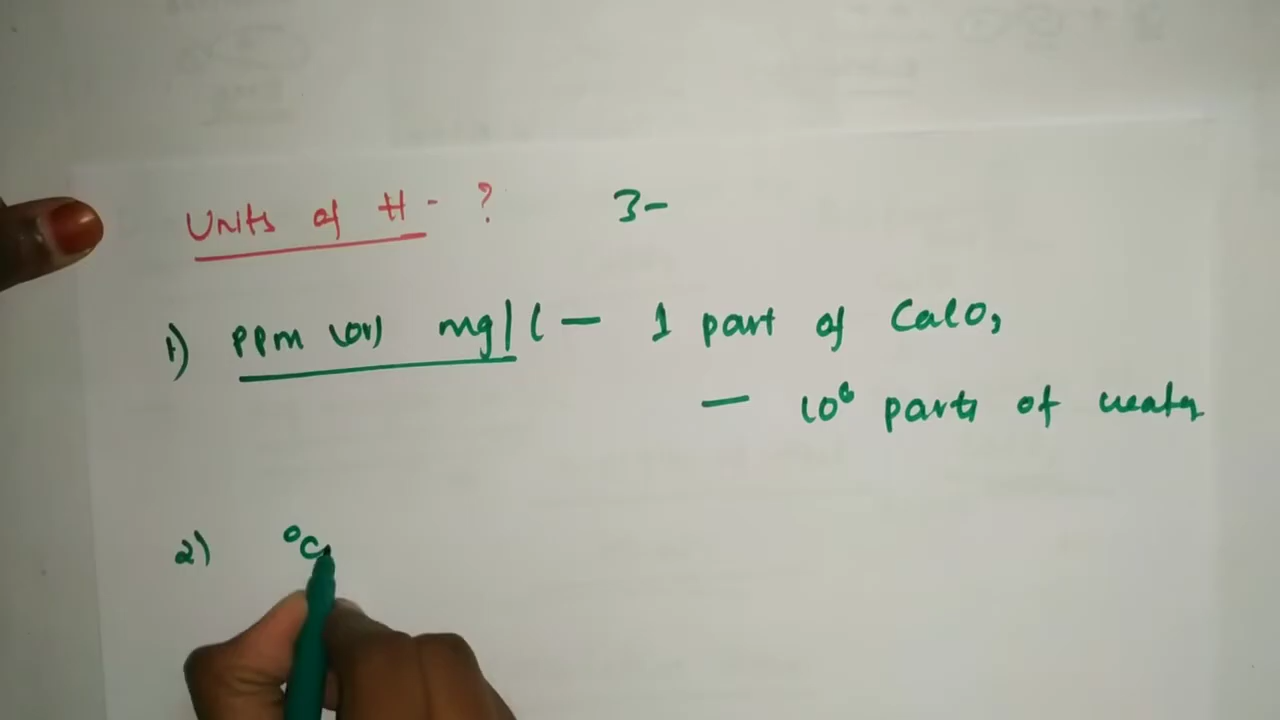 Units of H- ? 3-
1) PPm (or) mg/l — 1 part of CaCO3
— 10⁶ parts of water
2) °C